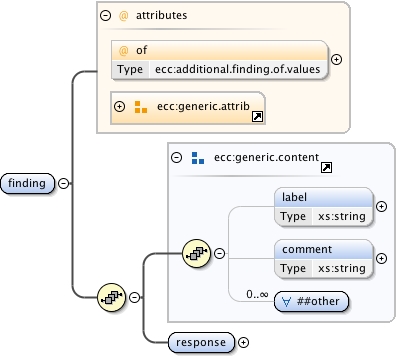 @ attributes
@ of
Type ecc:additional.finding.of.values
ecc:generic.attrib
finding
ecc:generic.content
label
Type xs:string
comment
Type xs:string
0..∞
∀ ##other
response